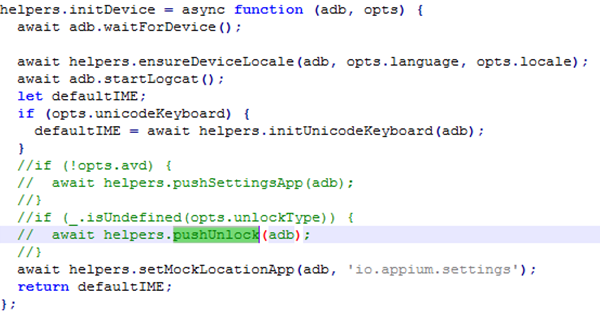 helpers.initDevice = async function (adb, opts) {
  await adb.waitForDevice();

  await helpers.ensureDeviceLocale(adb, opts.language, opts.locale);
  await adb.startLogcat();
  let defaultIME;
  if (opts.unicodeKeyboard) {
    defaultIME = await helpers.initUnicodeKeyboard(adb);
  }
  //if (!opts.avd) {
  //  await helpers.pushSettingsApp(adb);
  //}
  //if (_.isUndefined(opts.unlockType)) {
  //  await helpers.pushUnlock(adb);
  //}
  await helpers.setMockLocationApp(adb, 'io.appium.settings');
  return defaultIME;
};